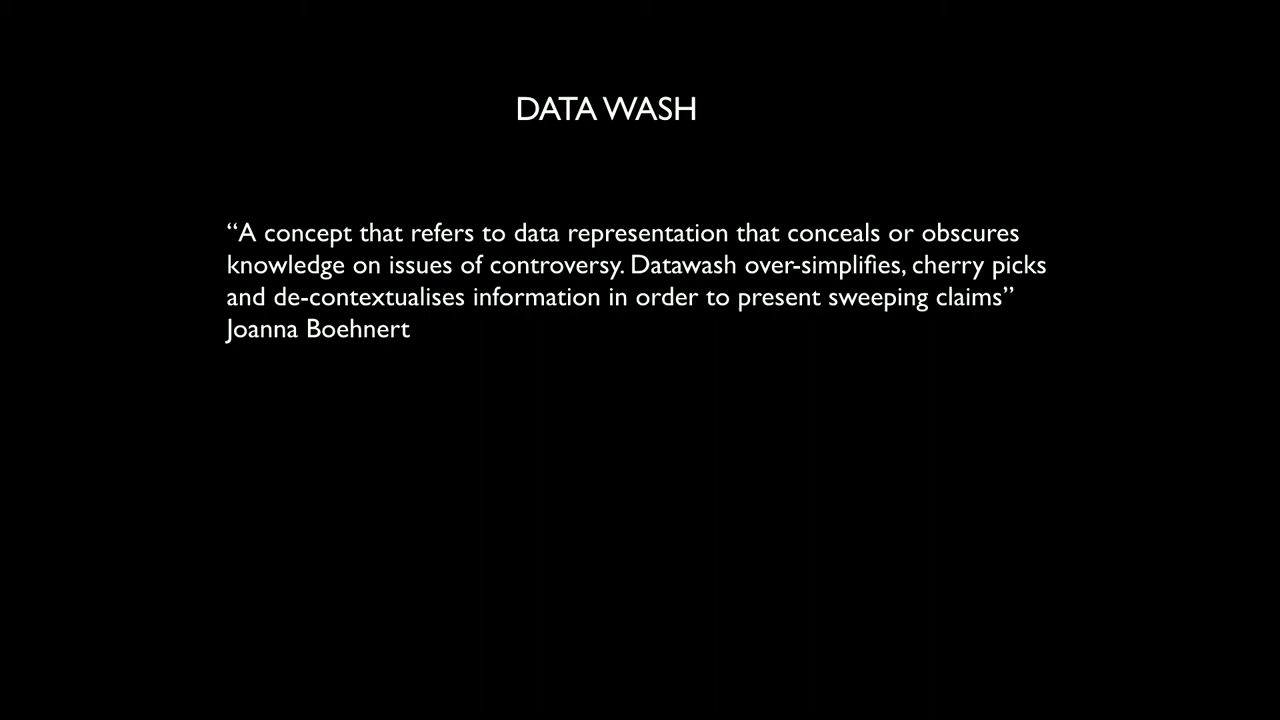 DATA WASH
“A concept that refers to data representation that conceals or obscures
knowledge on issues of controversy. Datawash over-simplifies, cherry picks
and de-contextualises information in order to present sweeping claims”
Joanna Boehnert